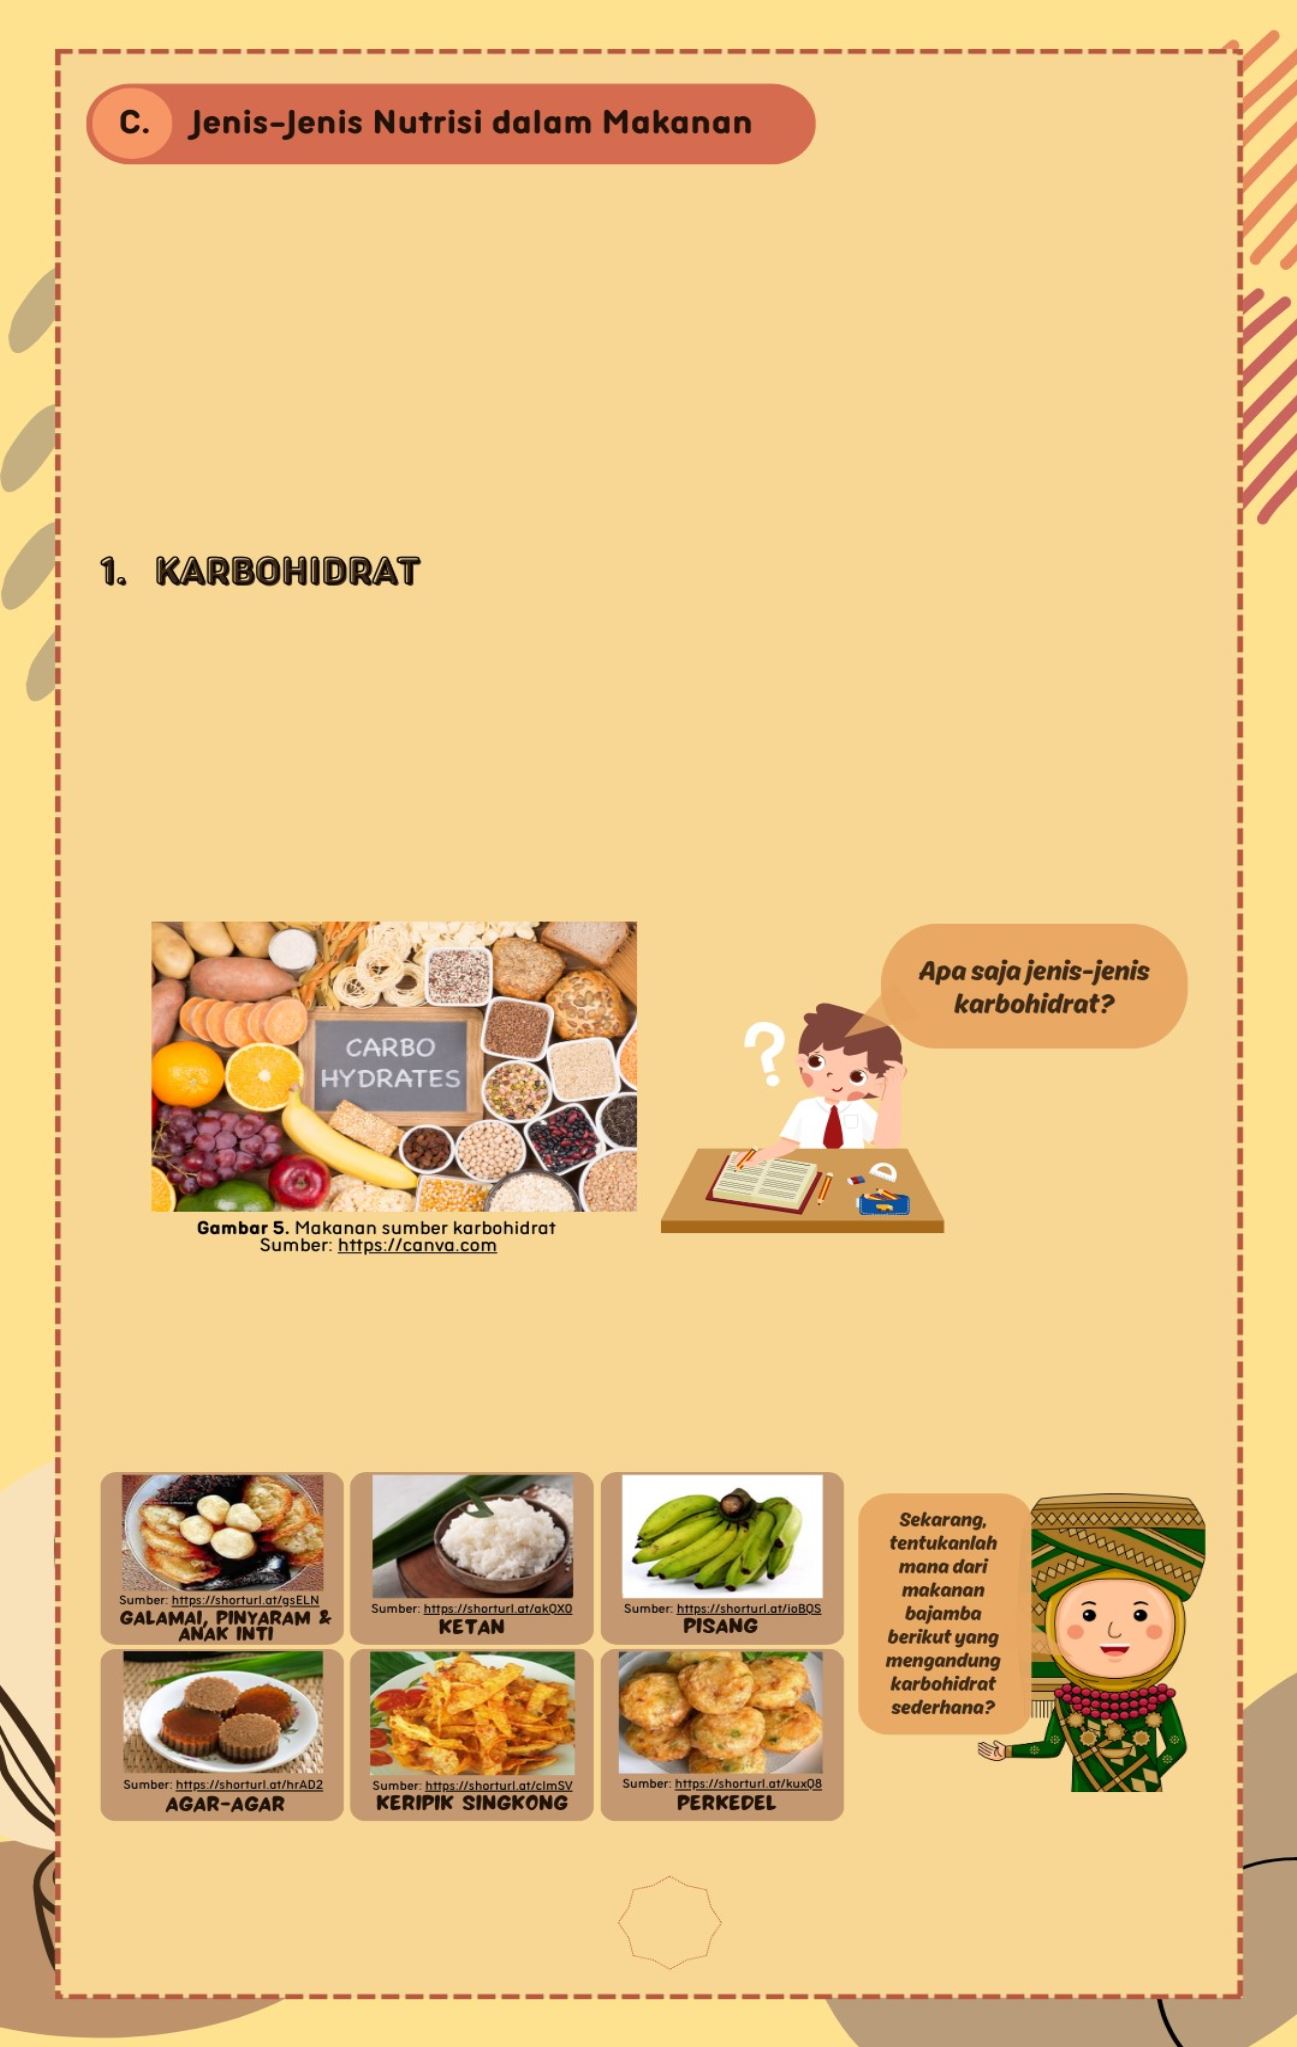 C. Jenis-Jenis Nutrisi dalam Makanan
1. KARBOHIDRAT
CARBO
HYDRATES
Gambar 5. Makanan sumber karbohidrat
Sumber: https://canva.com
?
Apa saja jenis-jenis
karbohidrat?
Sumber: https://shorturl.at/gsELN
GALAMAI, PINYARAM &
ANAK INTI
Sumber: https://shorturl.at/akQX0
KETAN
Sumber: https://shorturl.at/ioBQS
PISANG
Sumber: https://shorturl.at/hrAD2
AGAR-AGAR
Sumber: https://shorturl.at/clmSV
KERIPIK SINGKONG
Sumber: https://shorturl.at/kuxQ8
PERKEDEL
Sekarang,
tentukanlah
mana dari
makanan
bajamba
berikut yang
mengandung
karbohidrat
sederhana?